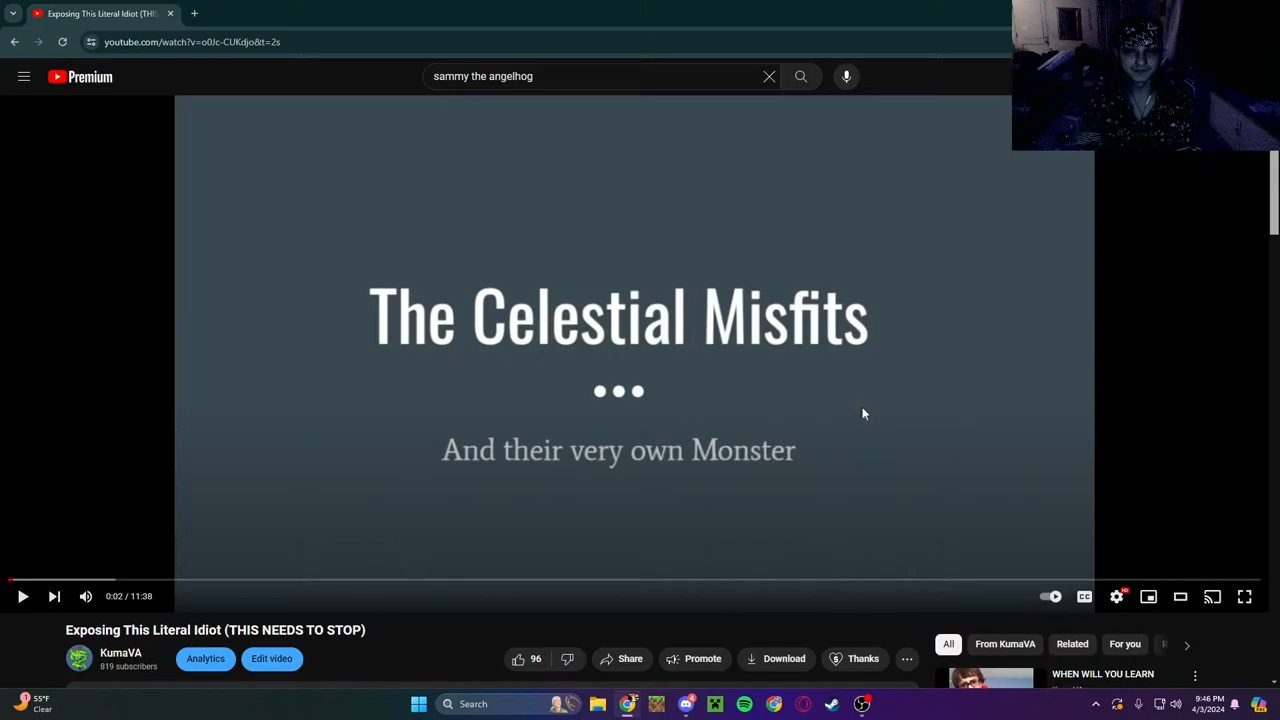 Exposing This Literal Idiot (THI
youtube.com/watch?v=o0Jc-CUKdjo&t=2s
Premium
sammy the angelhog
The Celestial Misfits
And their very own Monster
0:02 / 11:38
CC
HD
Exposing This Literal Idiot (THIS NEEDS TO STOP)
KumaVA
819 subscribers
Analytics
Edit video
96
Share
Promote
Download
Thanks
All
From KumaVA
Related
For you
WHEN WILL YOU LEARN
55°F
Clear
Search
4
9:46 PM
4/3/2024